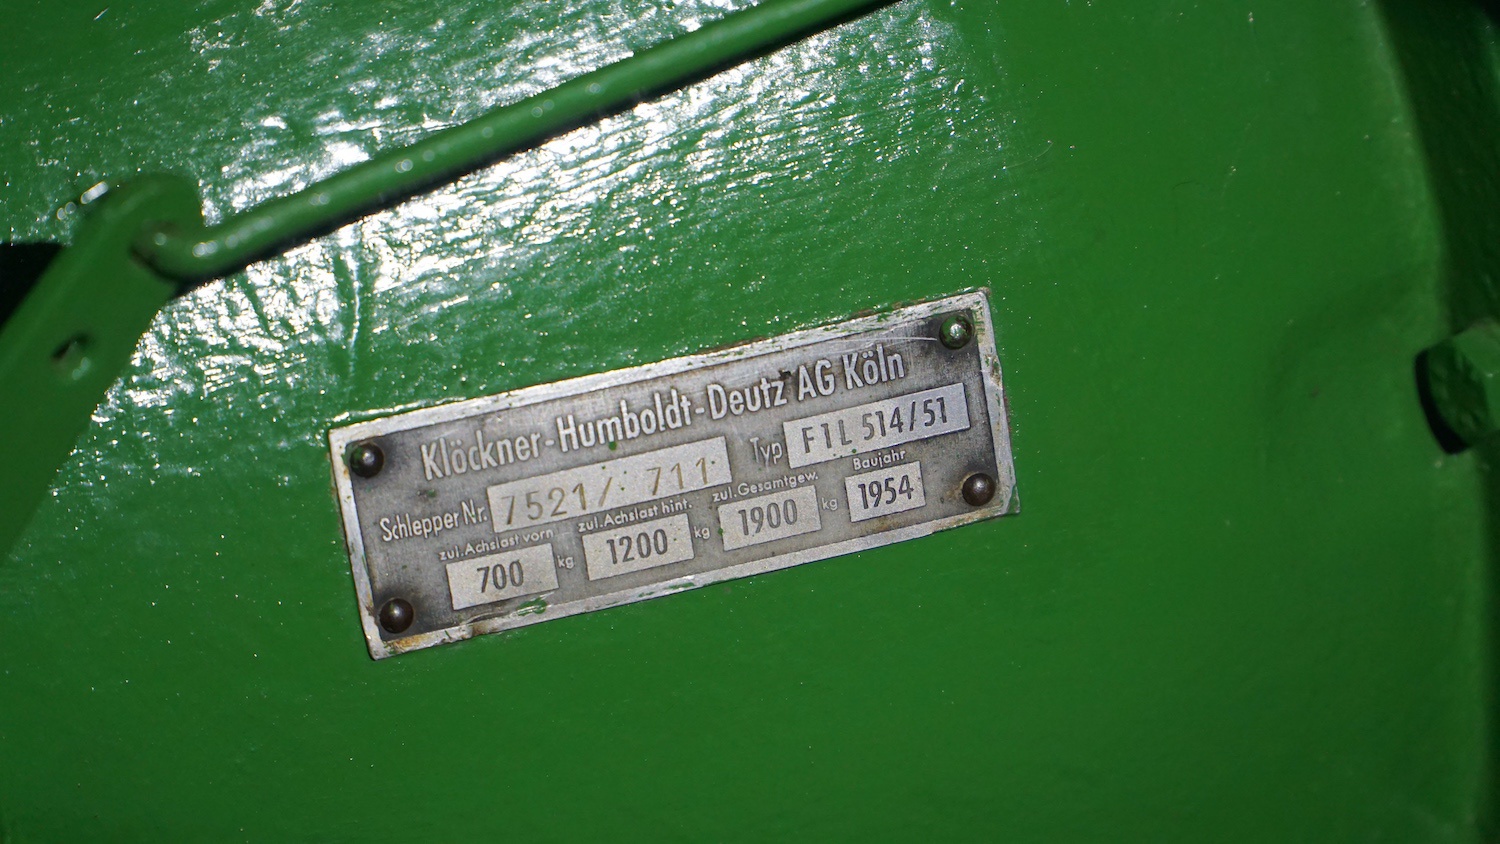 Klöckner-Humboldt-Deutz AG Köln
Schlepper Nr. 7521/ 711 Typ F1L 514/51
zul. Achslast vorn zul. Achslast hint. zul. Gesamtgew. Baujahr
700 kg 1200 kg 1900 kg 1954